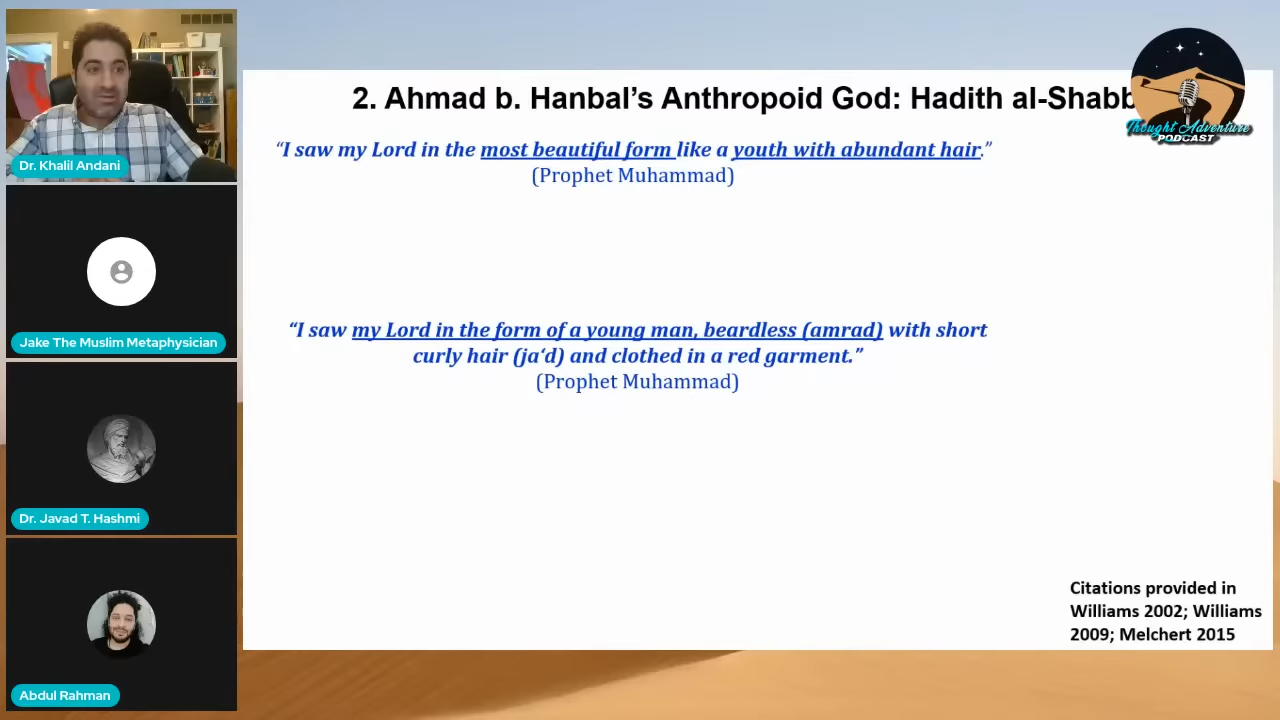 Dr. Khalil Andani
Jake The Muslim Metaphysician
Dr. Javad T. Hashmi
Abdul Rahman
Thought Adventure
PODCAST
2. Ahmad b. Hanbal’s Anthropoid God: Hadith
“I saw my Lord in the most beautiful form like a youth with abundant hair.”
(Prophet Muhammad)
“I saw my Lord in the form of a young man, beardless (amrad) with short
curly hair (ja‘d) and clothed in a red garment.”
(Prophet Muhammad)
Citations provided in
Williams 2002; Williams
2009; Melchert 2015